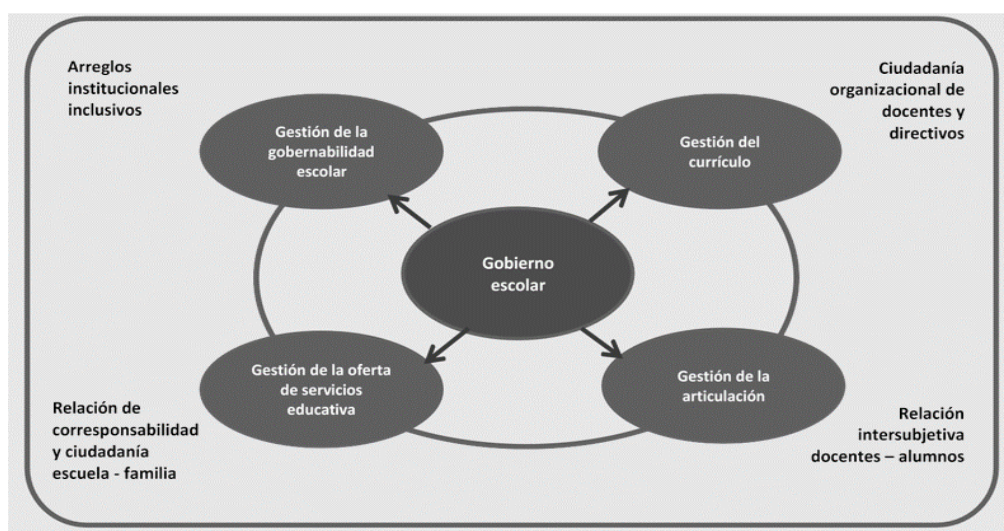 Arreglos
institucionales
inclusivos
Ciudadanía
organizacional de
docentes y
directivos
Gestión de la
gobernabilidad
escolar
Gestión del
currículo
Gobierno
escolar
Gestión de la oferta
de servicios
educativa
Gestión de la
articulación
Relación de
corresponsabilidad
y ciudadanía
escuela - familia
Relación
intersubjetiva
docentes – alumnos